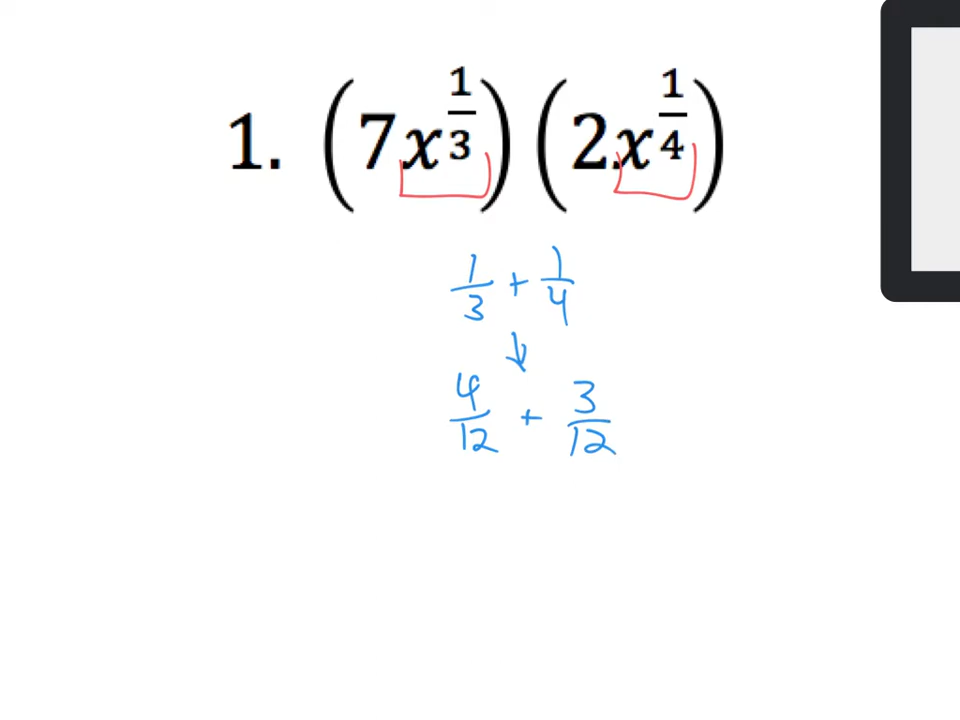 1. (7x^{1/3})(2x^{1/4})
1/3 + 1/4
↓
4/12 + 3/12